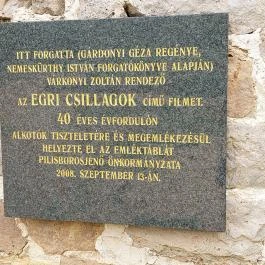 ITT FORGATTA (GÁRDONYI GÉZA REGÉNYE,
NEMESKÜRTHY ISTVÁN FORGATÓKÖNYVE ALAPJÁN)
VÁRKONYI ZOLTÁN RENDEZŐ
AZ EGRI CSILLAGOK CÍMŰ FILMET.
40 ÉVES ÉVFORDULÓN
ALKOTÓK TISZTELETÉRE ÉS MEGEMLÉKEZÉSÜL
HELYEZTE EL AZ EMLÉKTÁBLÁT
PILISBOROSJENŐ ÖNKORMÁNYZATA
2008. SZEPTEMBER 13-ÁN.